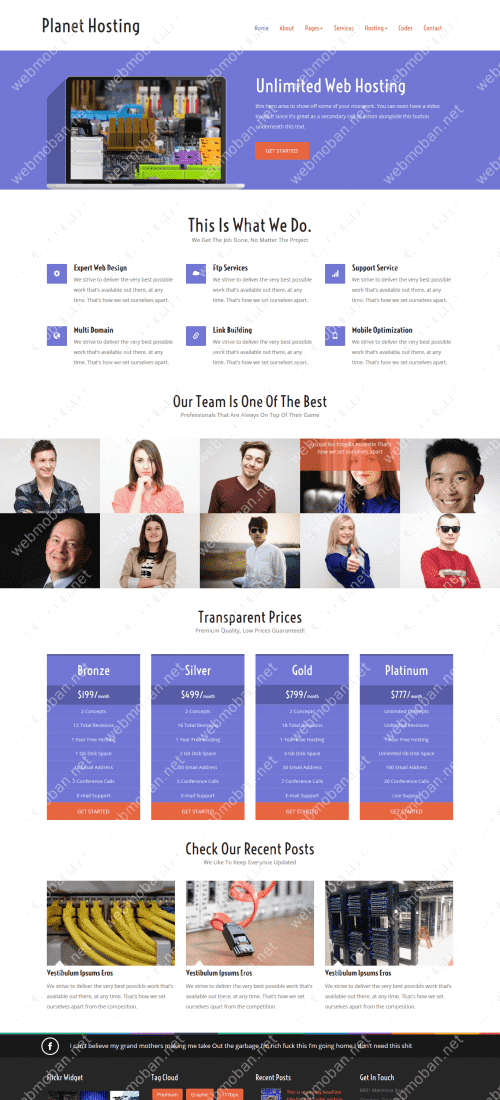 Planet Hosting
Home About Pages Services Hosting Codes Contact
Unlimited Web Hosting
this hero area to show off some of your nice work. You can even have a video
in it since it's great as a secondary call to action alongside this button
underneath this text.
GET STARTED
This Is What We Do.
We Get The Job Done, No Matter The Project
Expert Web Design
We strive to deliver the very best possible
work that's available out there, at any
time. That's how we set ourselves apart.
Ftp Services
We strive to deliver the very best possible
work that's available out there, at any
time. That's how we set ourselves apart.
Support Service
We strive to deliver the very best possible
work that's available out there, at any
time. That's how we set ourselves apart.
Multi Domain
We strive to deliver the very best possible
work that's available out there, at any
time. That's how we set ourselves apart.
Link Building
We strive to deliver the very best possible
work that's available out there, at any
time. That's how we set ourselves apart.
Mobile Optimization
We strive to deliver the very best possible
work that's available out there, at any
time. That's how we set ourselves apart.
Our Team Is One Of The Best
Professionals That Are Always On Top Of Their Game
how we set ourselves apart
Transparent Prices
Premium Quality, Low Prices Guaranteed!
Bronze
$199/month
2 Concepts
12 Total Revisions
1 Year Free Hosting
1 Gb Disk Space
Email Address
3 Conference Calls
E-mail Support
GET STARTED
Silver
$499/month
2 Concepts
16 Total Revisions
1 Year Free Hosting
2 Gb Disk Space
Email Address
5 Conference Calls
E-mail Support
GET STARTED
Gold
$799/month
2 Concepts
18 Total Revisions
1 Year Free Hosting
4 Gb Disk Space
50 Email Address
7 Conference Calls
E-mail Support
GET STARTED
Platinum
$777/month
Unlimited Concepts
Unlimited Revisions
Year Free Hosting
Unlimited Gb Disk Space
100 Email Address
20 Conference Calls
Live Support
GET STARTED
Check Our Recent Posts
We Like To Keep Everyone Updated
Vestibulum Ipsums Eros
We strive to deliver the very best possible work that's
available out there, at any time. That's how we set
ourselves apart from the competition.
Vestibulum Ipsums Eros
We strive to deliver the very best possible work that's
available out there, at any time. That's how we set
ourselves apart from the competition.
Vestibulum Ipsums Eros
We strive to deliver the very best possible work that's
available out there, at any time. That's how we set
ourselves apart from the competition.
f I can't believe my grand mothers making me take Out the garbage I'm rich fuck this I'm going home I don't need this shit
Flickr Widget
Tag Cloud
Premium Graphic 1170px
Recent Posts
Get In Touch
webmoban.net